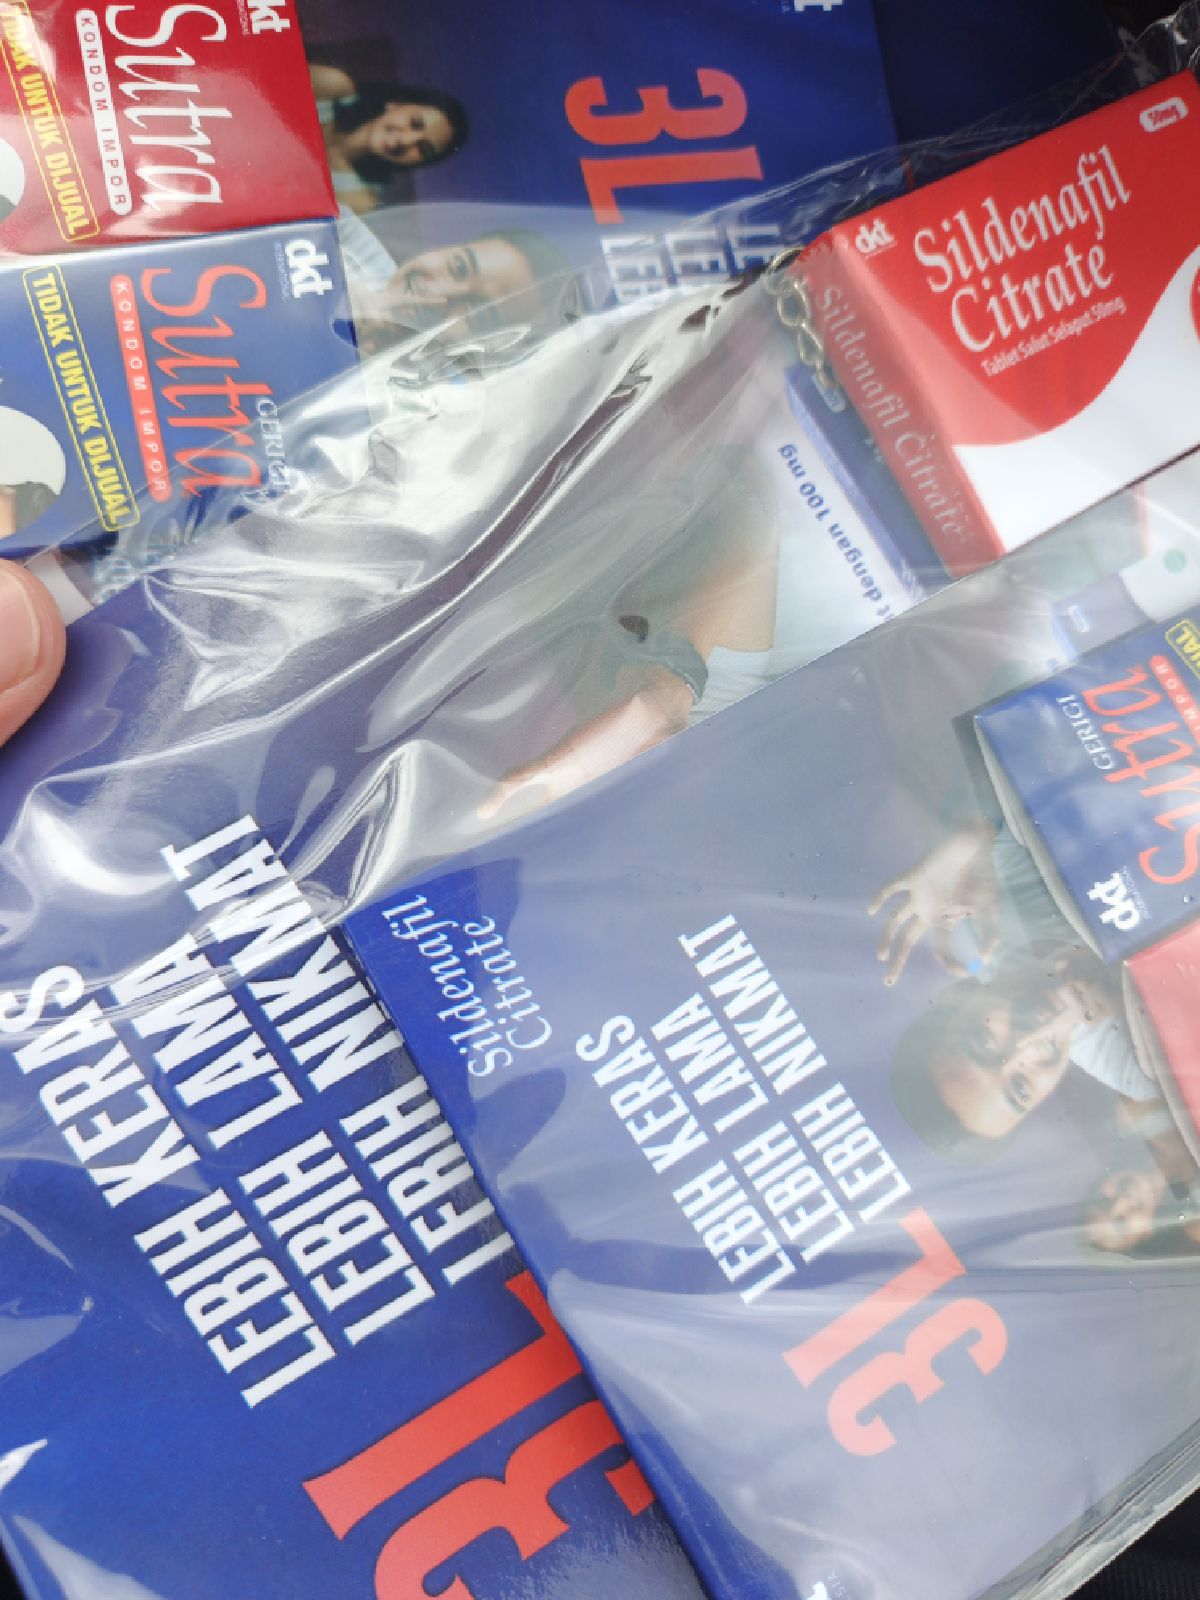 dkt
Sutra
KONDOM IMPOR
TIDAK UNTUK DIJUAL
dkt
Sutra
GERIGI
KONDOM IMPOR
TIDAK UNTUK DIJUAL
3L
50mg
dkt
Sildenafil
Citrate
Tablet Salut Selaput 50mg
Sildenafil Citrate
dengan 100 mg
LEBIH KERAS
LEBIH LAMA
LEBIH NIKMAT
3L
Sildenafil
Citrate
LEBIH KERAS
LEBIH LAMA
LEBIH NIKMAT
3L
Sutra
GERIGI
dkt